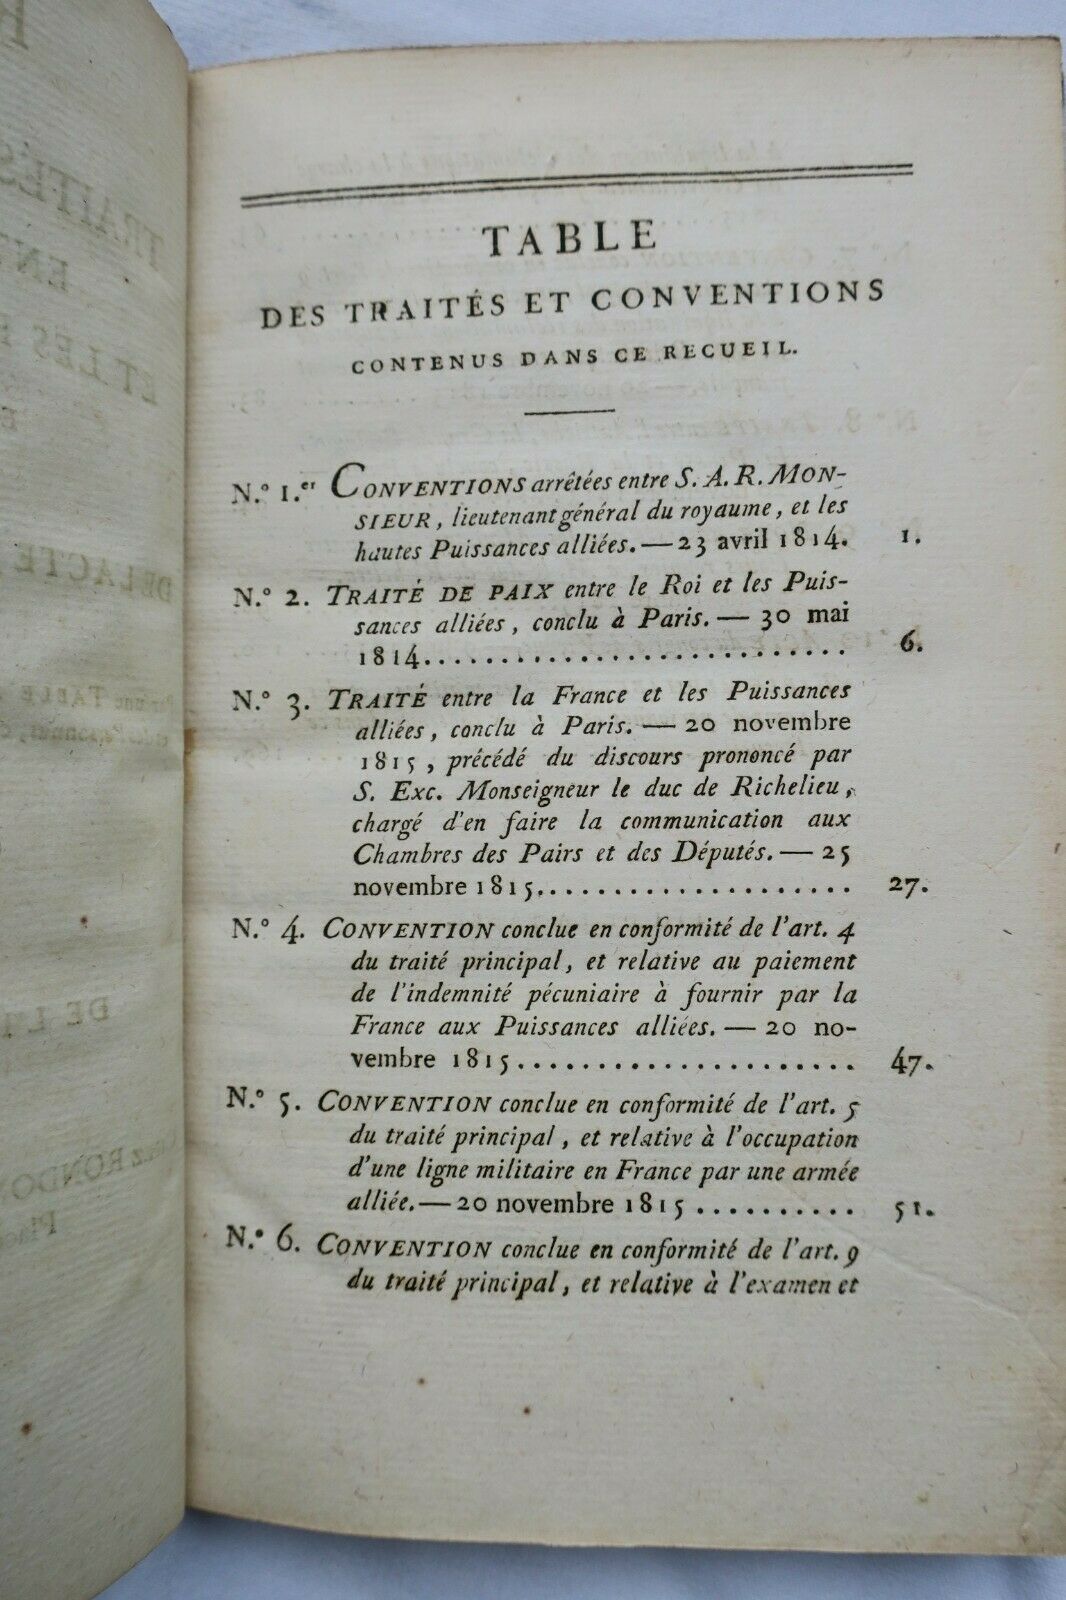 TABLE
DES TRAITÉS ET CONVENTIONS
CONTENUS DANS CE RECUEIL.
N.º 1.er CONVENTIONS arrêtées entre S. A. R. MON-
SIEUR, lieutenant général du royaume, et les
hautes Puissances alliées. — 23 avril 1814. 1.
N.º 2. TRAITÉ DE PAIX entre le Roi et les Puis-
sances alliées, conclu à Paris. — 30 mai
1814............................ 6.
N.º 3. TRAITÉ entre la France et les Puissances
alliées, conclu à Paris. — 20 novembre
1815, précédé du discours prononcé par
S. Exc. Monseigneur le duc de Richelieu,
chargé d'en faire la communication aux
Chambres des Pairs et des Députés. — 25
novembre 1815.................... 27.
N.º 4. CONVENTION conclue en conformité de l'art. 4
du traité principal, et relative au paiement
de l'indemnité pécuniaire à fournir par la
France aux Puissances alliées. — 20 no-
vembre 1815...................... 47.
N.º 5. CONVENTION conclue en conformité de l'art. 5
du traité principal, et relative à l'occupation
d'une ligne militaire en France par une armée
alliée. — 20 novembre 1815 .......... 51.
N.º 6. CONVENTION conclue en conformité de l'art. 9
du traité principal, et relative à l'examen et